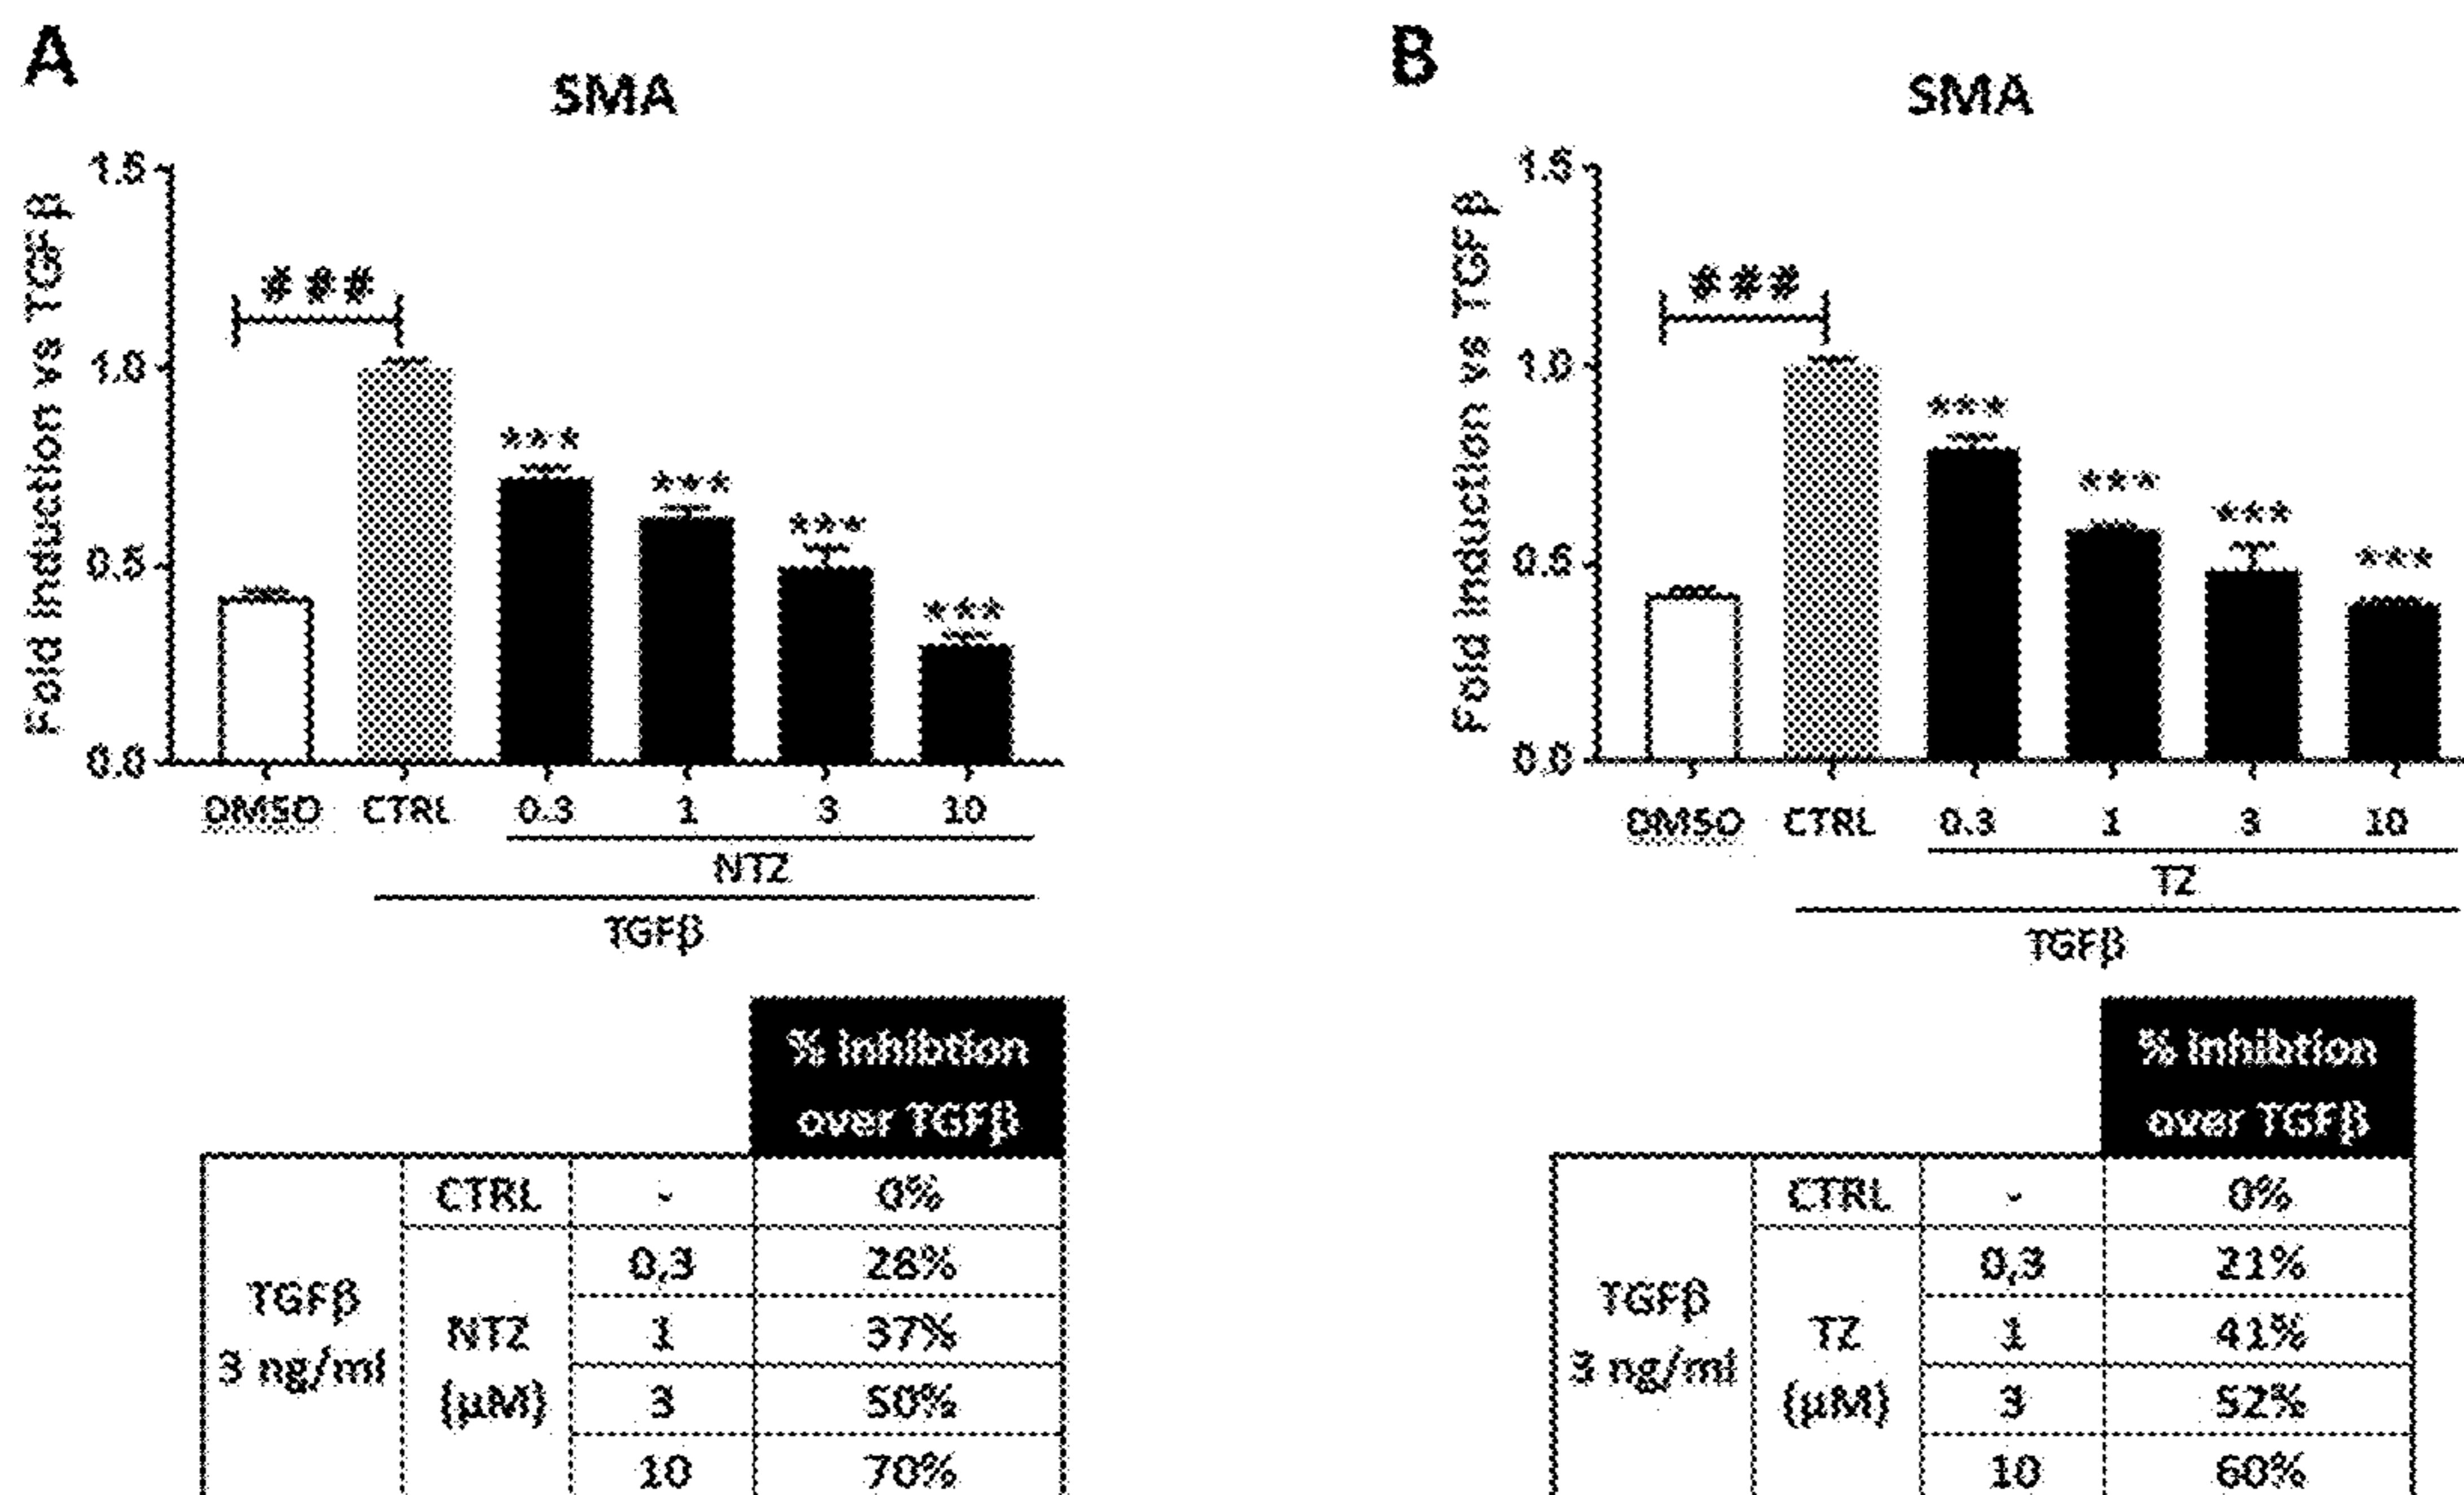 A
SMA
Fold Induction vs TGFβ
1.5
1.0
0.5
0.0
###
***
***
***
***
DMSO CTRL 0.3 1 3 10
NTZ
TGFβ
% Inhibtion
over TGFβ
CTRL - 0%
TGFβ
3 ng/ml
NTZ
(µM)
0,3 28%
1 37%
3 50%
10 70%
B
SMA
Fold Induction vs TGFβ
1.5
1.0
0.5
0.0
###
***
***
***
***
DMSO CTRL 0.3 1 3 10
TZ
TGFβ
% Inhibtion
over TGFβ
CTRL - 0%
TGFβ
3 ng/ml
TZ
(µM)
0,3 21%
1 41%
3 52%
10 60%